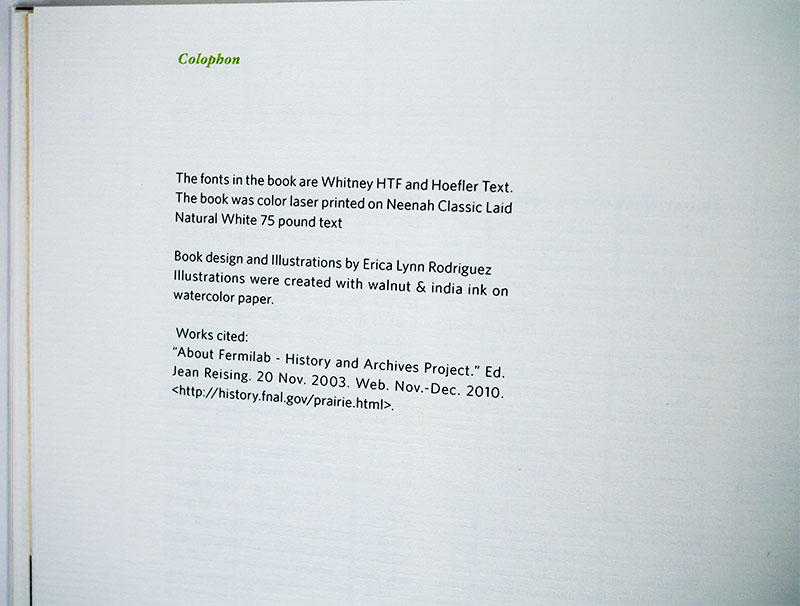 Colophon
The fonts in the book are Whitney HTF and Hoefler Text.
The book was color laser printed on Neenah Classic Laid
Natural White 75 pound text
Book design and Illustrations by Erica Lynn Rodriguez
Illustrations were created with walnut & india ink on
watercolor paper.
Works cited:
“About Fermilab - History and Archives Project.” Ed.
Jean Reising. 20 Nov. 2003. Web. Nov.-Dec. 2010.
<http://history.fnal.gov/prairie.html>.